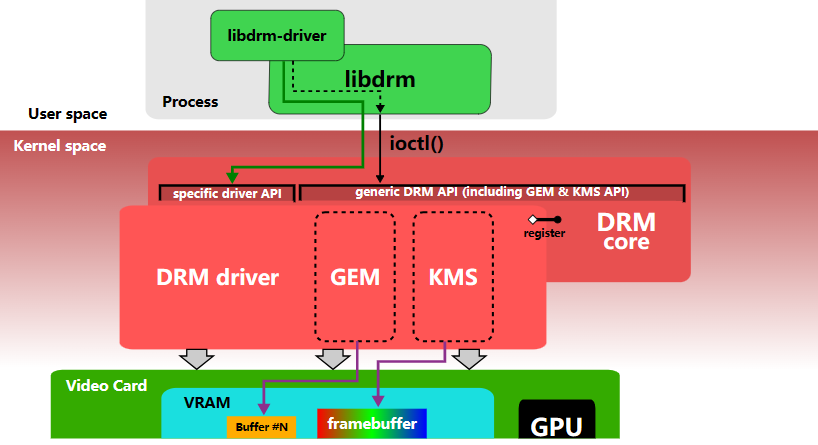 libdrm-driver
libdrm
Process
User space
Kernel space
ioctl()
specific driver API
generic DRM API (including GEM & KMS API)
register
DRM
core
DRM driver
GEM
KMS
Video Card
VRAM
Buffer #N
framebuffer
GPU